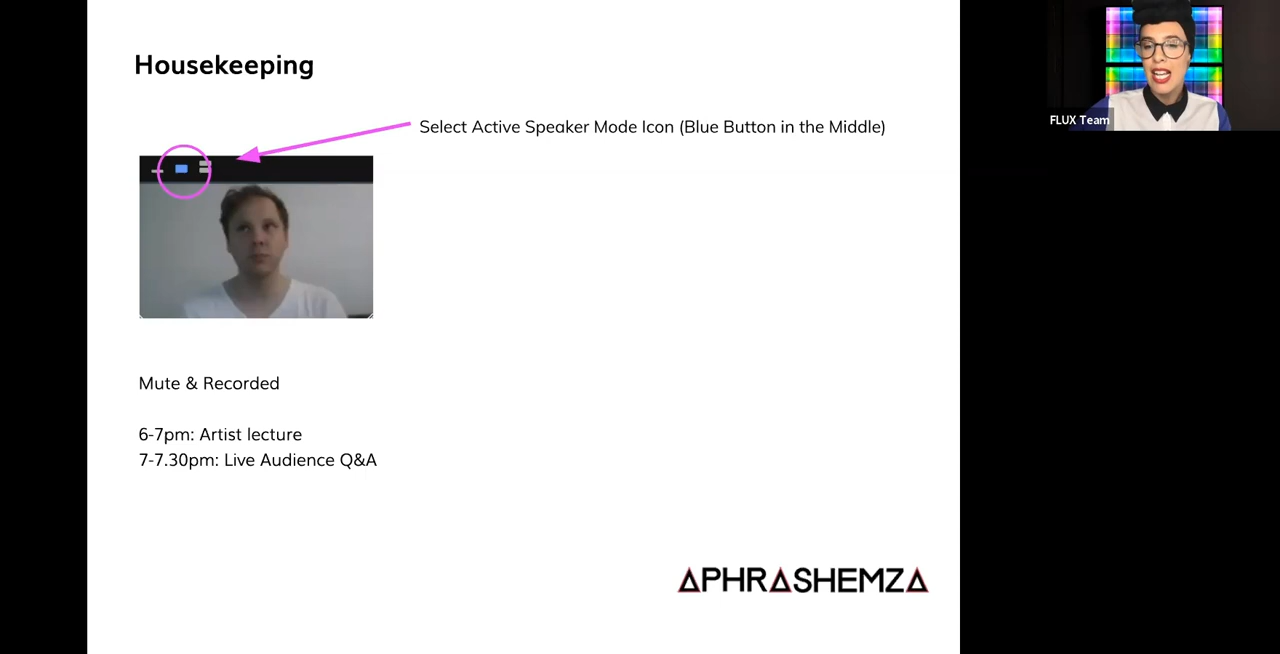 Housekeeping
Select Active Speaker Mode Icon (Blue Button in the Middle)
FLUX Team
Mute & Recorded
6-7pm: Artist lecture
7-7.30pm: Live Audience Q&A
APHRASHEMZA